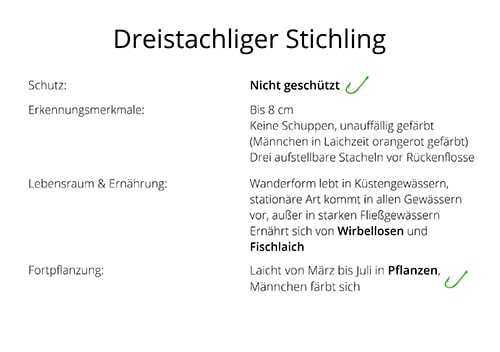 Dreistachliger Stichling
Schutz:
Nicht geschützt
Erkennungsmerkmale:
Bis 8 cm
Keine Schuppen, unauffällig gefärbt
(Männchen in Laichzeit orangerot gefärbt)
Drei aufstellbare Stacheln vor Rückenflosse
Lebensraum & Ernährung:
Wanderform lebt in Küstengewässern,
stationäre Art kommt in allen Gewässern
vor, außer in starken Fließgewässern
Ernährt sich von Wirbellosen und
Fischlaich
Fortpflanzung:
Laicht von März bis Juli in Pflanzen,
Männchen färbt sich